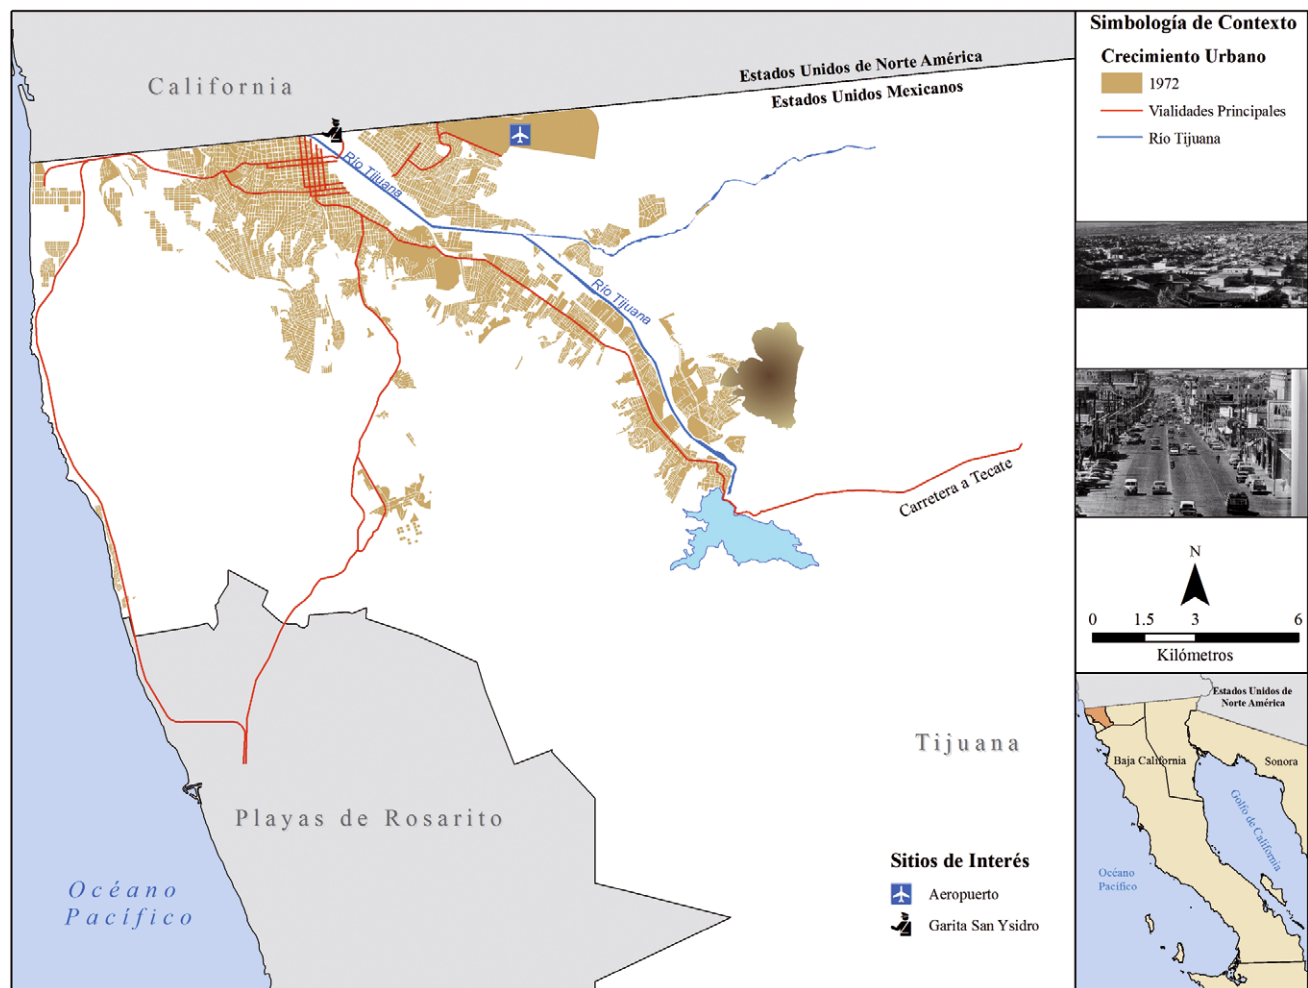 California
Estados Unidos de Norte América
Estados Unidos Mexicanos
Río Tijuana
Río Tijuana
Carretera a Tecate
Tijuana
Playas de Rosarito
Océano
Pacífico
Sitios de Interés
Aeropuerto
Garita San Ysidro
Simbología de Contexto
Crecimiento Urbano
1972
Vialidades Principales
Río Tijuana
N
0 1.5 3 6
Kilómetros
Estados Unidos de
Norte América
Baja California
Sonora
Golfo de California
Océano
Pacífico